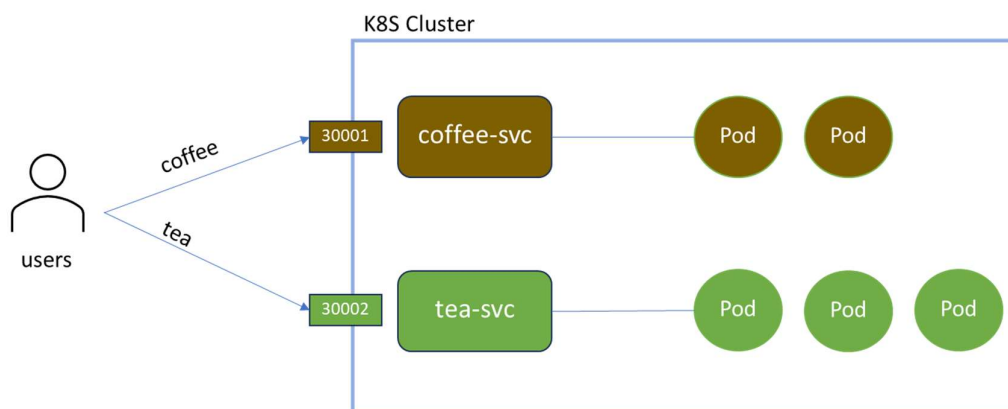 K8S Cluster
30001
coffee-svc
Pod
Pod
coffee
tea
users
30002
tea-svc
Pod
Pod
Pod